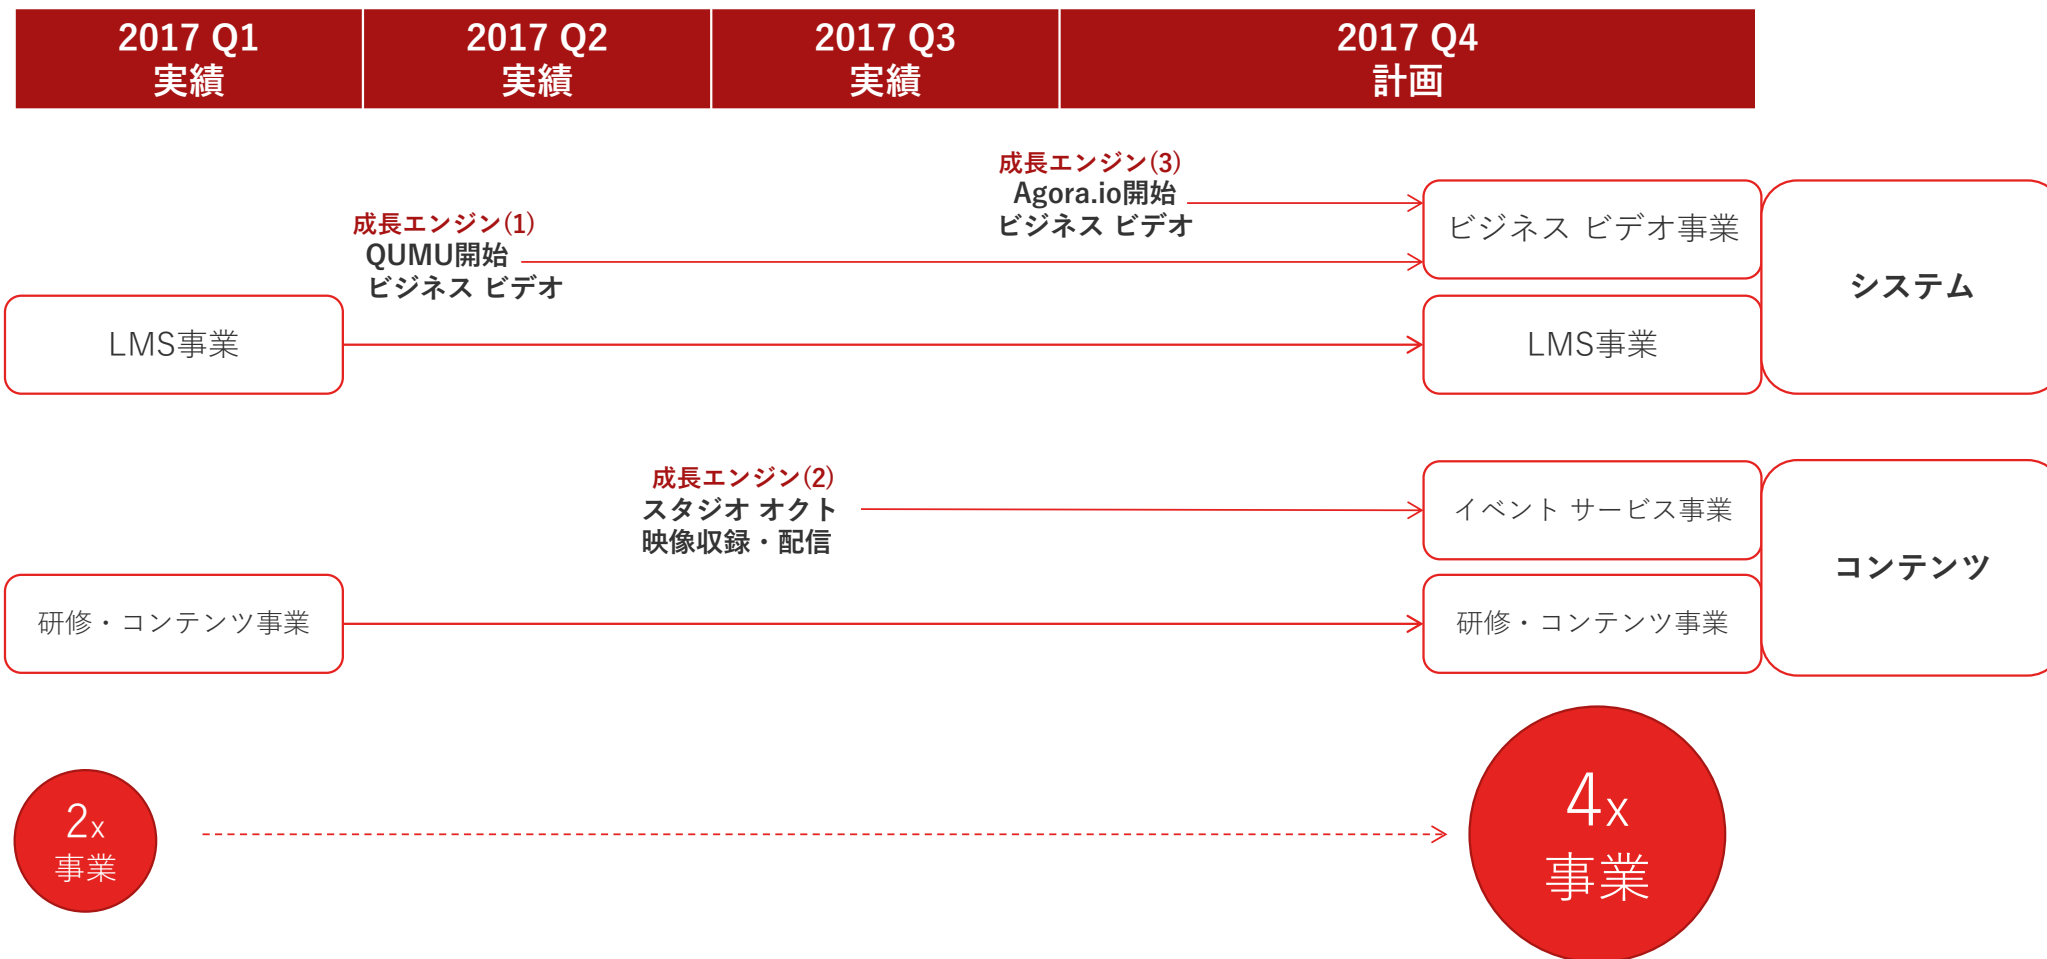 2017 Q1
実績
2017 Q2
実績
2017 Q3
実績
2017 Q4
計画
成長エンジン(3)
Agora.io開始
ビジネス ビデオ
成長エンジン(1)
QUMU開始
ビジネス ビデオ
ビジネス ビデオ事業
システム
LMS事業
LMS事業
成長エンジン(2)
スタジオ オクト
映像収録・配信
イベント サービス事業
コンテンツ
研修・コンテンツ事業
研修・コンテンツ事業
2x
事業
4x
事業